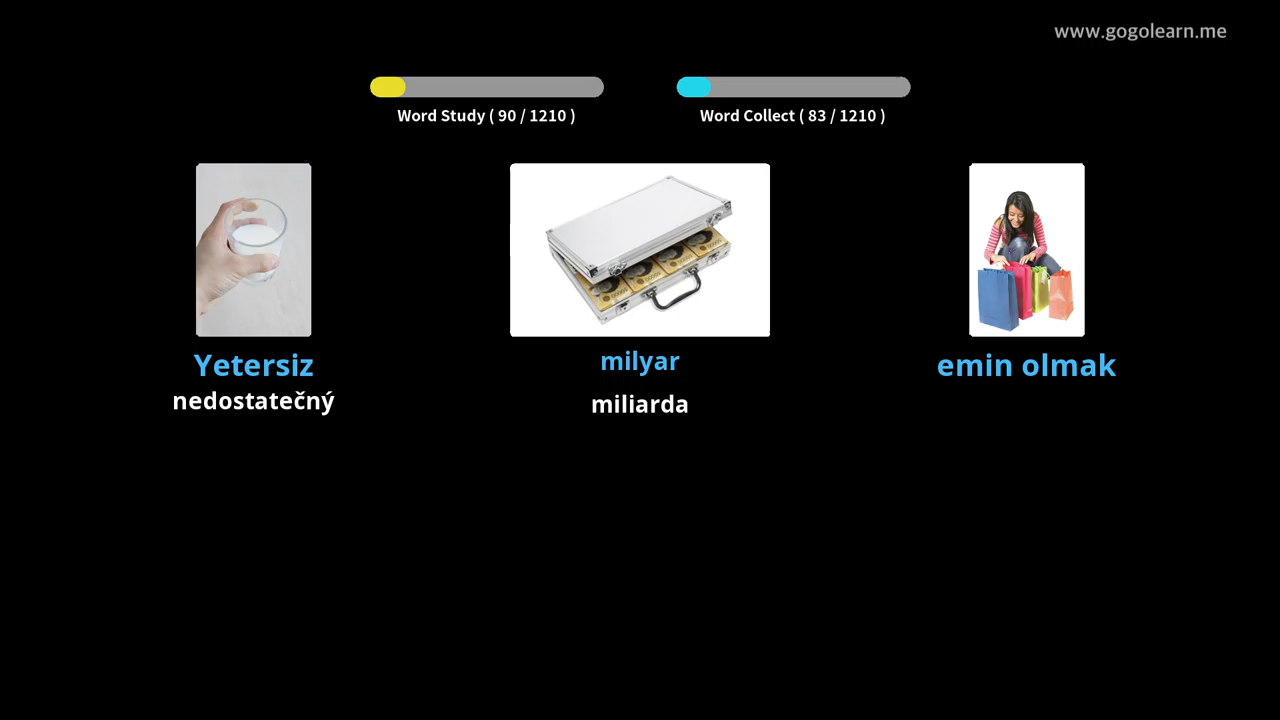 www.gogolearn.me
Word Study ( 90 / 1210 )
Word Collect ( 83 / 1210 )
Yetersiz
nedostatečný
milyar
miliarda
emin olmak